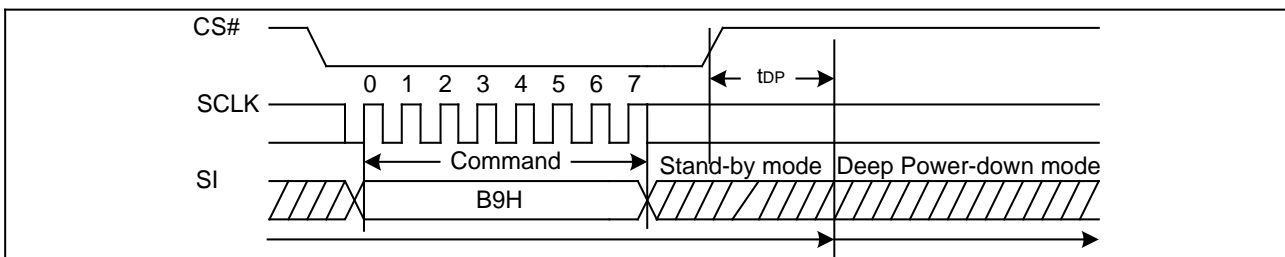 CS#
tDP
0 1 2 3 4 5 6 7
SCLK
Command
Stand-by mode Deep Power-down mode
SI
B9H